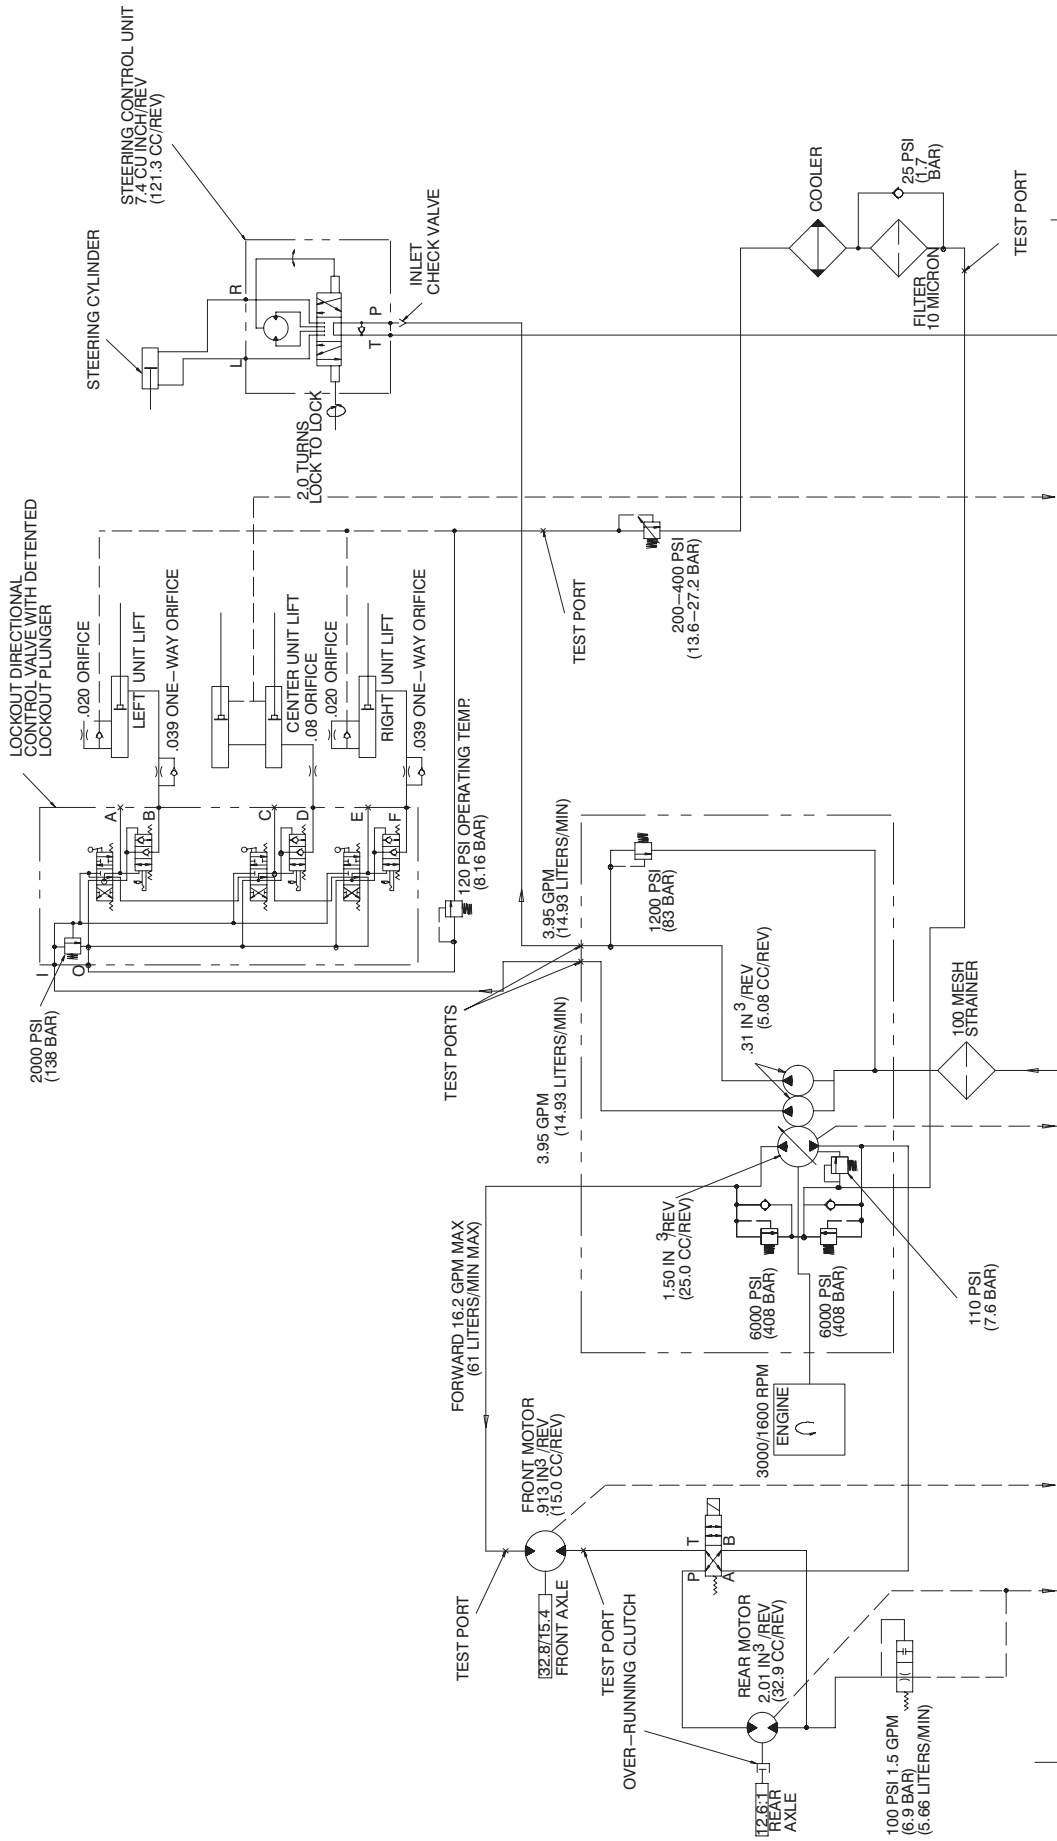 STEERING CONTROL UNIT
7.4 CU INCH/REV
(121.3 CC/REV)
STEERING CYLINDER
R
L
P
T
INLET
CHECK VALVE
2.0 TURNS
LOCK TO LOCK
COOLER
25 PSI
(1.7
BAR)
FILTER
10 MICRON
TEST PORT
LOCKOUT DIRECTIONAL
CONTROL VALVE WITH DETENTED
LOCKOUT PLUNGER
.020 ORIFICE
LEFT UNIT LIFT
.039 ONE-WAY ORIFICE
CENTER UNIT LIFT
.08 ORIFICE
.020 ORIFICE
RIGHT UNIT LIFT
.039 ONE-WAY ORIFICE
A
B
C
D
E
F
I
O
2000 PSI
(138 BAR)
120 PSI OPERATING TEMP.
(8.16 BAR)
TEST PORT
200-400 PSI
(13.6-27.2 BAR)
TEST PORTS
3.95 GPM
(14.93 LITERS/MIN)
3.95 GPM
(14.93 LITERS/MIN)
1200 PSI
(83 BAR)
.31 IN 3 /REV
(5.08 CC/REV)
100 MESH
STRAINER
1.50 IN 3/REV
(25.0 CC/REV)
6000 PSI
(408 BAR)
6000 PSI
(408 BAR)
110 PSI
(7.6 BAR)
FORWARD 16.2 GPM MAX
(61 LITERS/MIN MAX)
3000/1600 RPM
ENGINE
FRONT MOTOR
.913 IN3 /REV
(15.0 CC/REV)
TEST PORT
32.8/15.4
FRONT AXLE
TEST PORT
P
T
A
B
OVER-RUNNING CLUTCH
REAR MOTOR
2.01 IN3 /REV
(32.9 CC/REV)
12.6:1
REAR
AXLE
100 PSI 1.5 GPM
(6.9 BAR)
(5.66 LITERS/MIN)